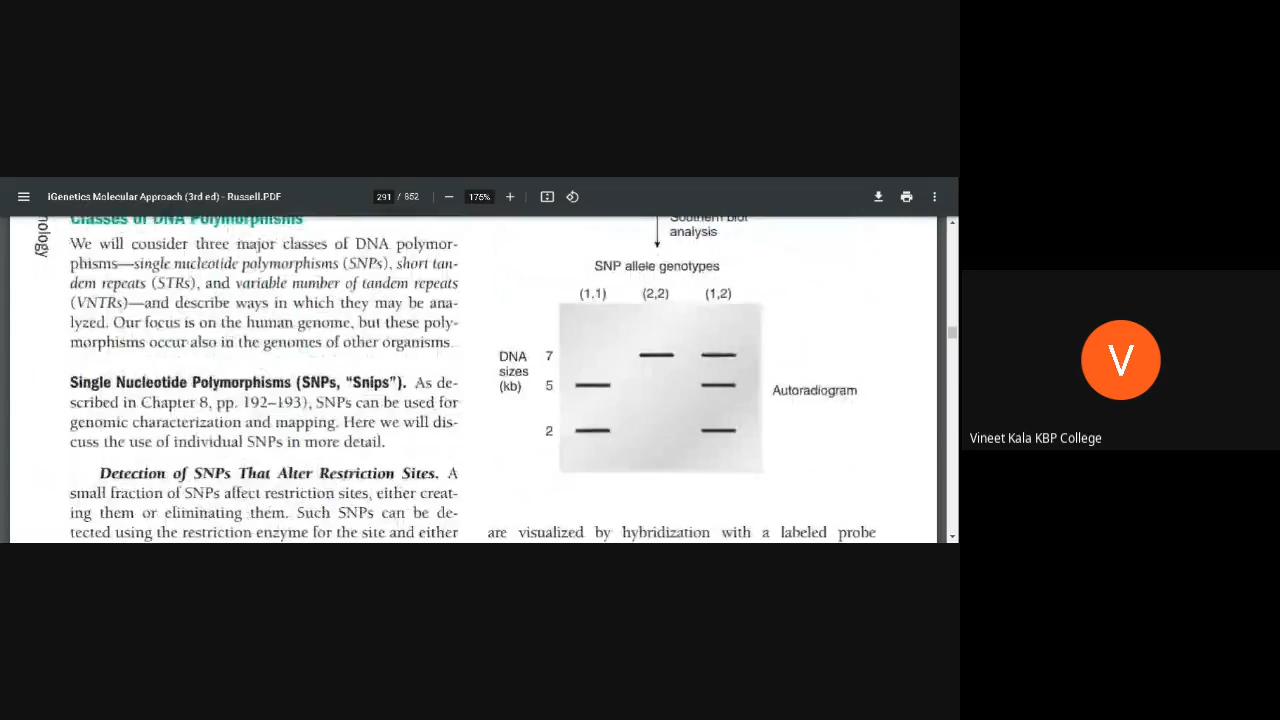 iGenetics Molecular Approach (3rd ed) - Russell.PDF
291 / 852
175%
nology
Classes of DNA Polymorphisms
We will consider three major classes of DNA polymor-
phisms—single nucleotide polymorphisms (SNPs), short tan-
dem repeats (STRs), and variable number of tandem repeats
(VNTRs)—and describe ways in which they may be ana-
lyzed. Our focus is on the human genome, but these poly-
morphisms occur also in the genomes of other organisms.
Single Nucleotide Polymorphisms (SNPs, “Snips”). As de-
scribed in Chapter 8, pp. 192–193), SNPs can be used for
genomic characterization and mapping. Here we will dis-
cuss the use of individual SNPs in more detail.
Detection of SNPs That Alter Restriction Sites. A
small fraction of SNPs affect restriction sites, either creat-
ing them or eliminating them. Such SNPs can be de-
tected using the restriction enzyme for the site and either
Southern blot
analysis
SNP allele genotypes
(1,1) (2,2) (1,2)
DNA
sizes
(kb)
7
5
2
Autoradiogram
are visualized by hybridization with a labeled probe
V
Vineet Kala KBP College